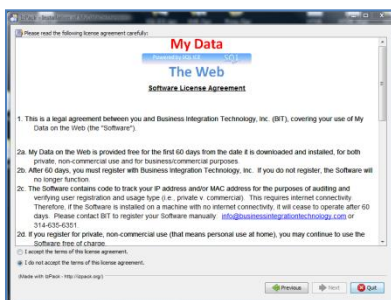 Please read the following license agreement carefully:
My Data
Powered by IQL ICT SQL
The Web
Software License Agreement
1. This is a legal agreement between you and Business Integration Technology, Inc. (BIT), covering your use of My
Data on the Web (the "Software").
2a. My Data on the Web is provided free for the first 60 days from the date it is downloaded and installed, for both
private, non-commercial use and for business/commercial purposes.
2b. After 60 days, you must register with Business Integration Technology, Inc. If you do not register, the Software will
no longer function.
2c. The Software contains code to track your IP address and/or MAC address for the purposes of auditing and
verifying user registration and usage type (i.e., private v. commercial). This requires internet connectivity.
Therefore, if the Software is installed on a machine with no internet connectivity, it will cease to operate after 60
days. Please contact BIT to register your Software manually. info@businessintegrationtechnology.com or
314-635-6351.
2d. If you register for private, non-commercial use (that means personal use at home), you may continue to use the
Software free of charge.
I accept the terms of this license agreement.
I do not accept the terms of this license agreement.
(Made with IzPack - http://izpack.org/)
Previous
Next
Quit